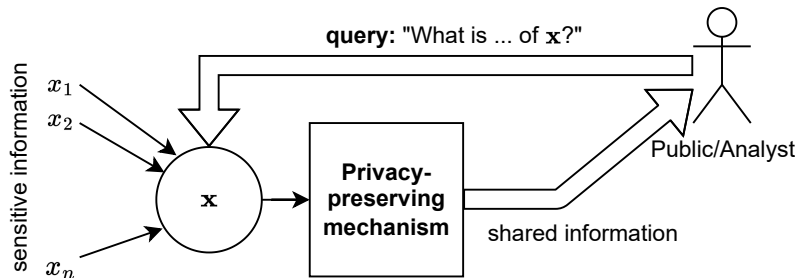 query: "What is ... of x?"
sensitive information
x₁
x₂
xₙ
x
Privacy-
preserving
mechanism
Public/Analyst
shared information